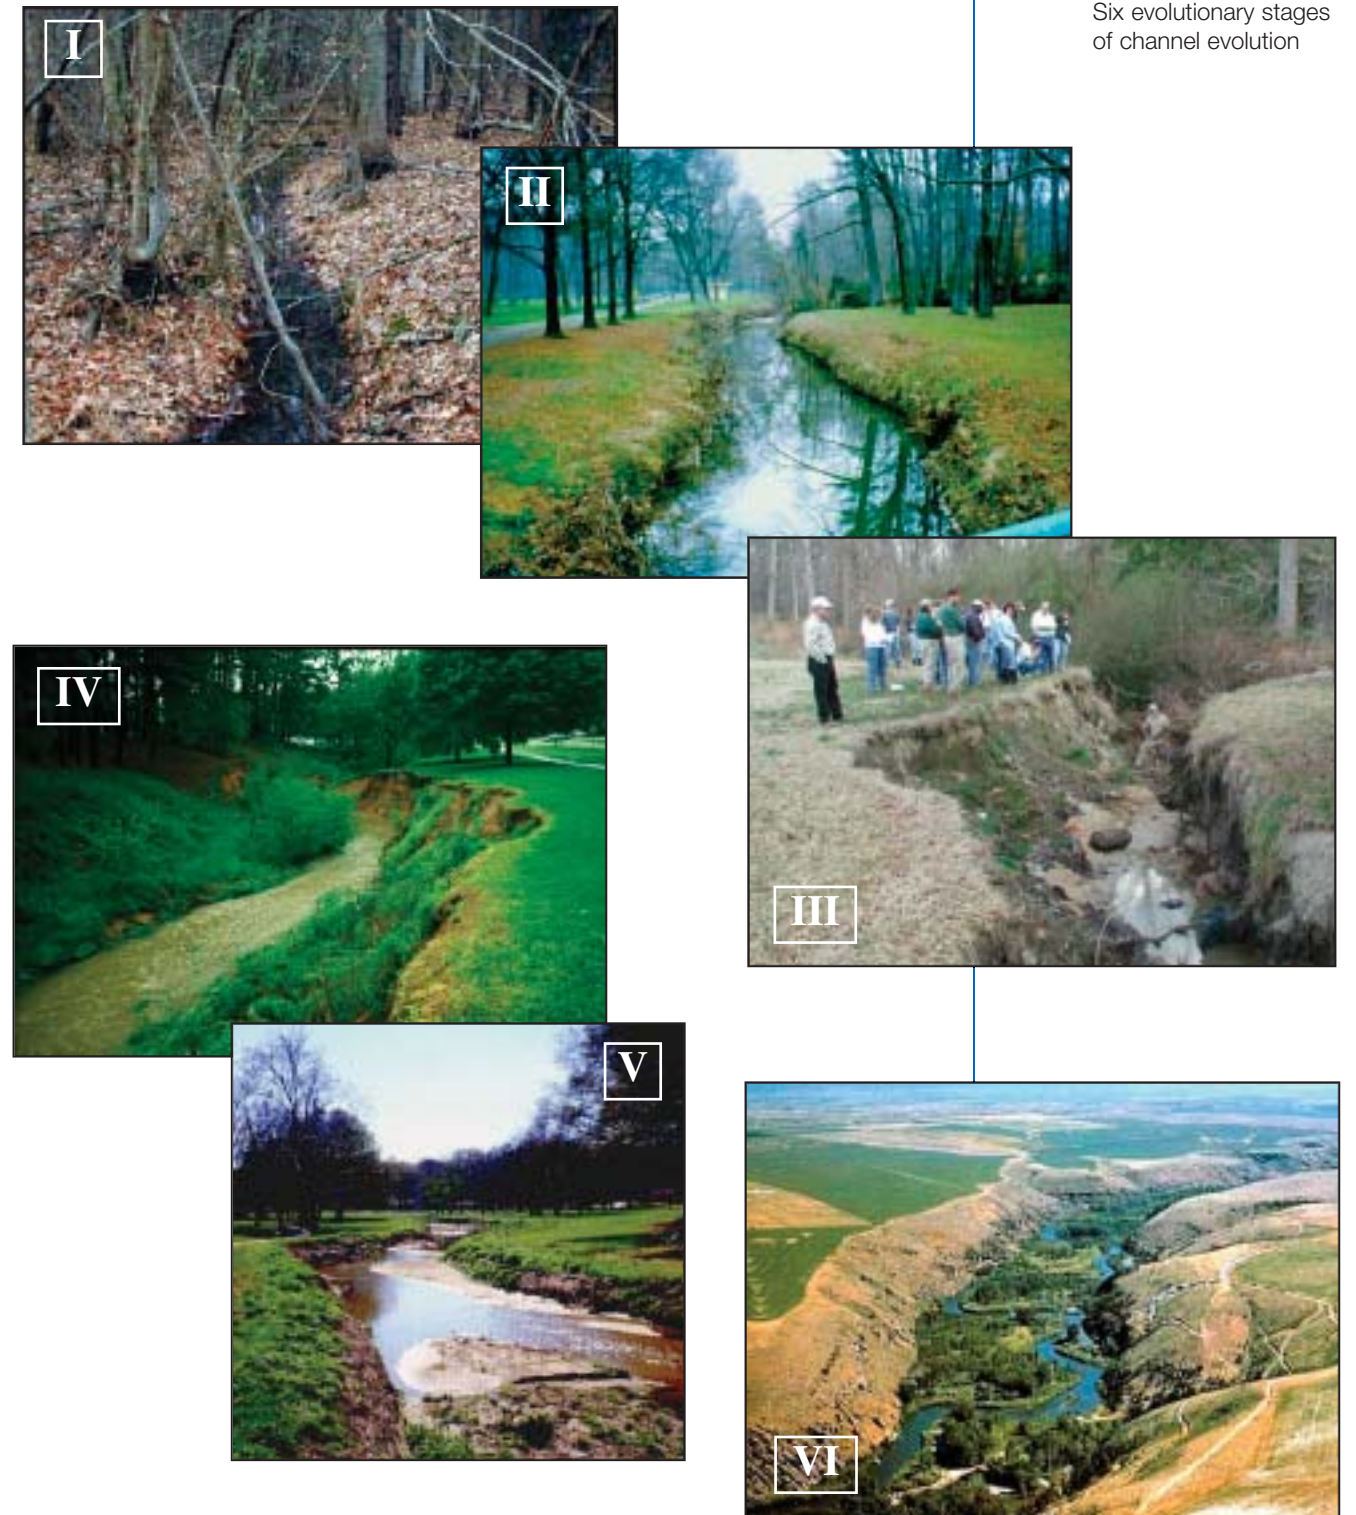 Six evolutionary stages
of channel evolution
I
II
III
IV
V
VI